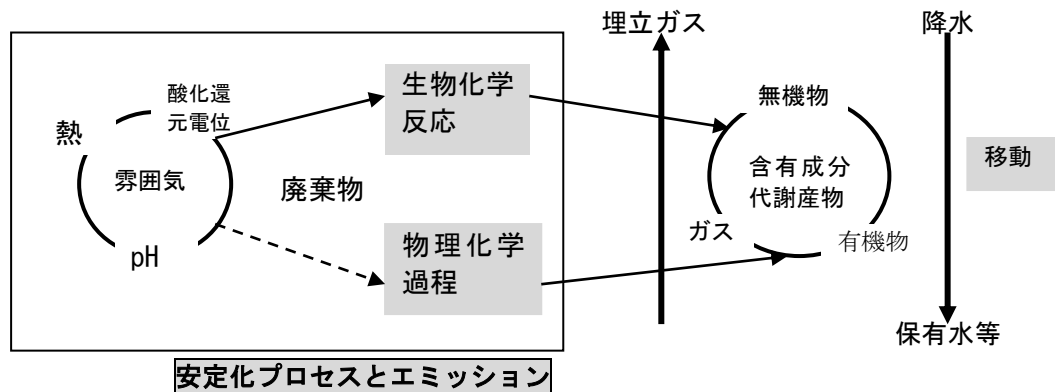 埋立ガス
降水
酸化還
元電位
熱
雰囲気
pH
廃棄物
生物化学
反応
物理化学
過程
無機物
含有成分
代謝産物
ガス
有機物
移動
保有水等
安定化プロセスとエミッション